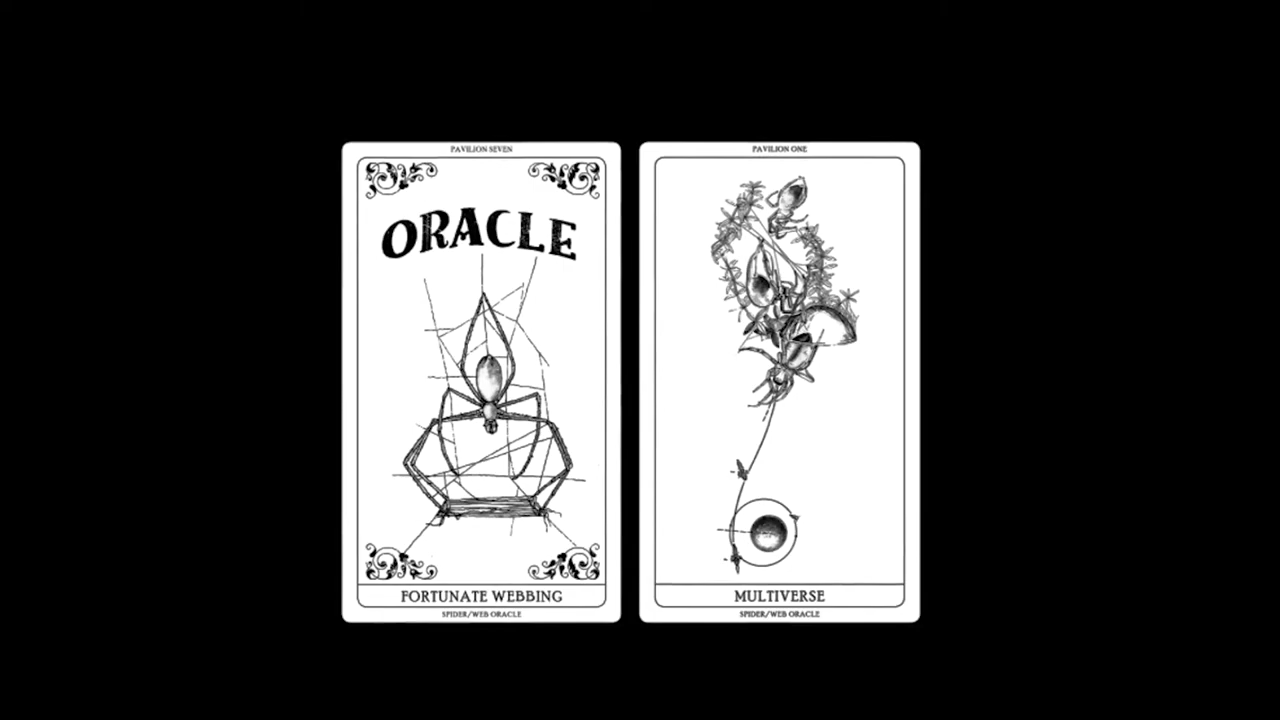 PAVILION SEVEN
ORACLE
FORTUNATE WEBBING
SPIDER/WEB ORACLE
PAVILION ONE
MULTIVERSE
SPIDER/WEB ORACLE